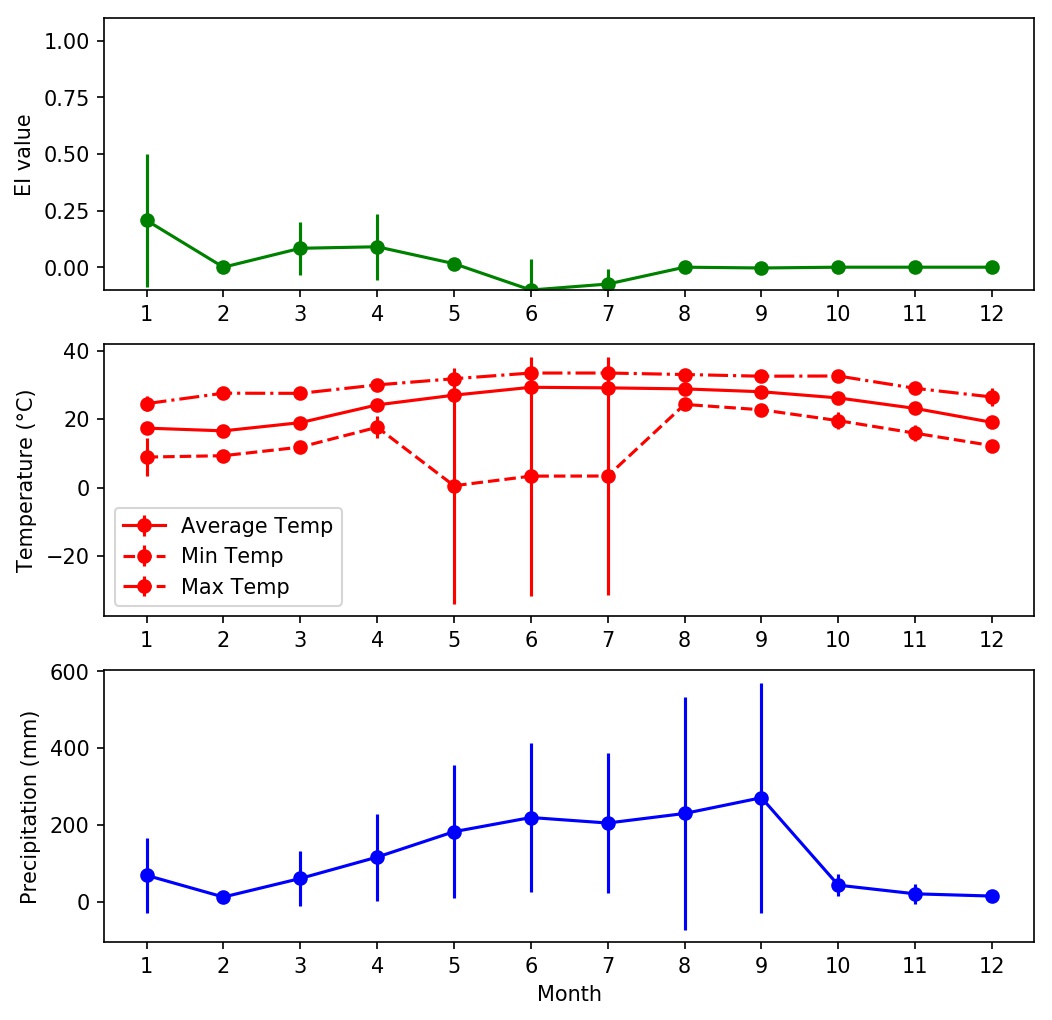 EI value
1.00
0.75
0.50
0.25
0.00
1 2 3 4 5 6 7 8 9 10 11 12
Temperature (°C)
40
20
0
−20
Average Temp
Min Temp
Max Temp
1 2 3 4 5 6 7 8 9 10 11 12
Precipitation (mm)
600
400
200
0
1 2 3 4 5 6 7 8 9 10 11 12
Month